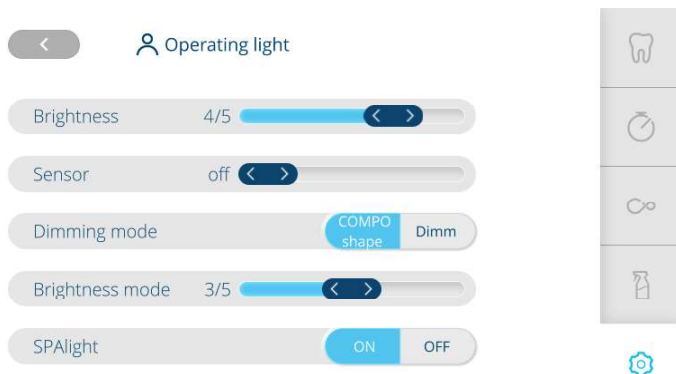 Operating light
Brightness 4/5
Sensor off
COMPO
Dimming mode Dimm
shape
Brightness mode 3/5
SPAlight ON OFF